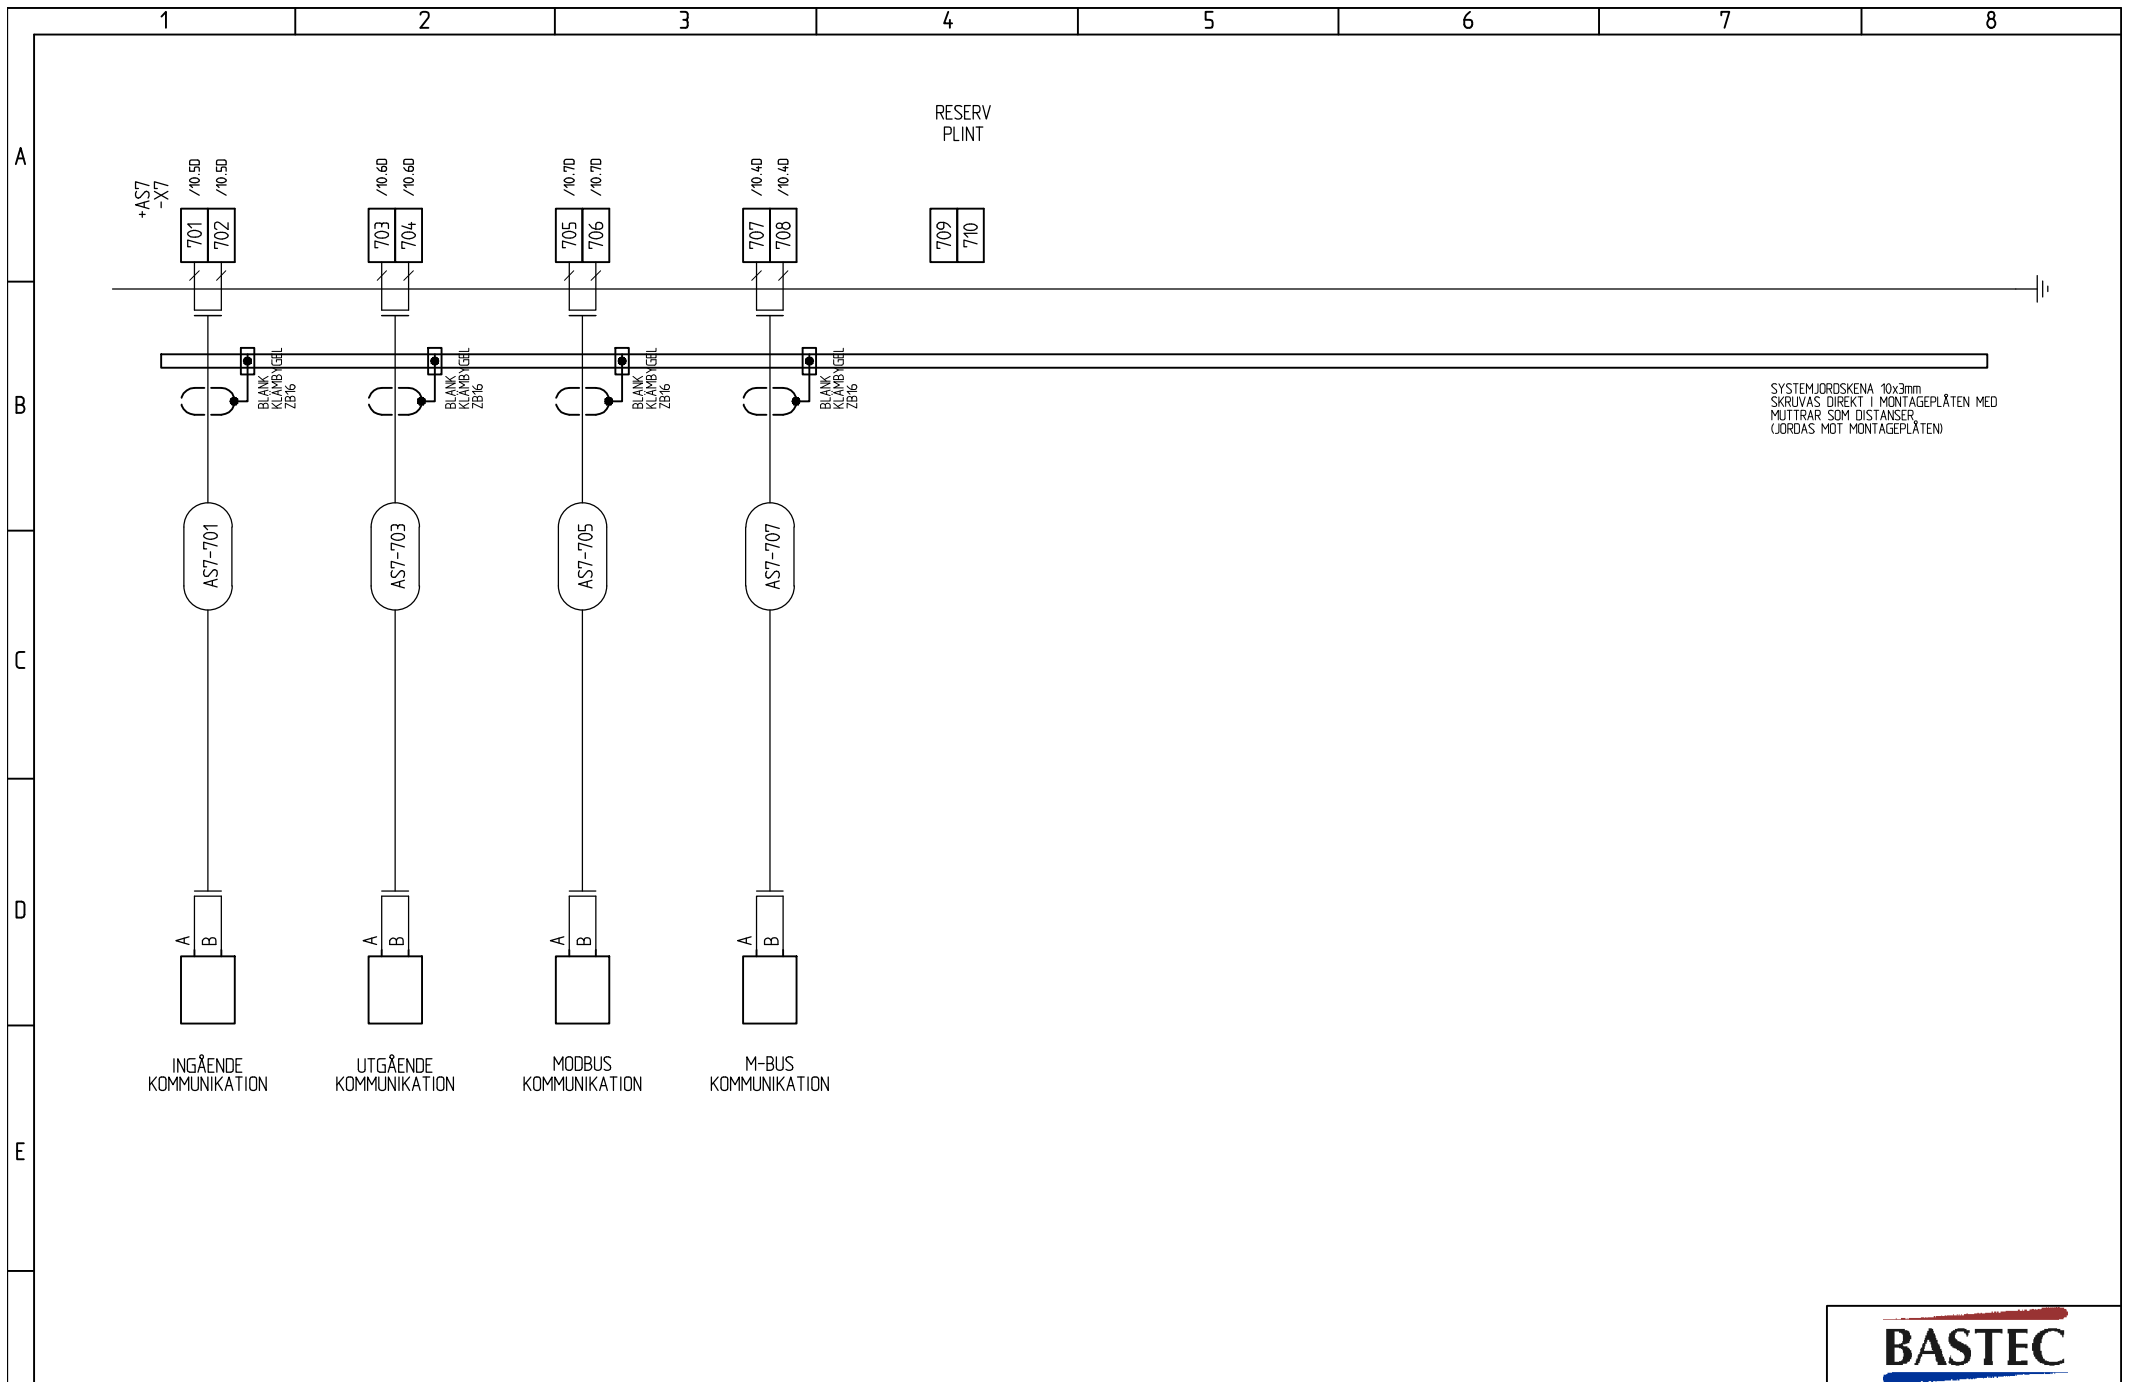 1 2 3 4 5 6 7 8
RESERV
PLINT
A
+AS7
-X7
/10.5D /10.5D /10.6D /10.6D /10.7D /10.7D /10.4D /10.4D
701 702 703 704 705 706 707 708 709 710
B
BLANK
KLÄMBYGEL
ZB16
BLANK
KLÄMBYGEL
ZB16
BLANK
KLÄMBYGEL
ZB16
BLANK
KLÄMBYGEL
ZB16
SYSTEMJORDSKENA 10x3mm
SKRUVAS DIREKT I MONTAGEPLÅTEN MED
MUTTRAR SOM DISTANSER
(JORDAS MOT MONTAGEPLÅTEN)
AS7-701 AS7-703 AS7-705 AS7-707
C
D
A B A B A B A B
INGÅENDE
KOMMUNIKATION
UTGÅENDE
KOMMUNIKATION
MODBUS
KOMMUNIKATION
M-BUS
KOMMUNIKATION
E
BASTEC